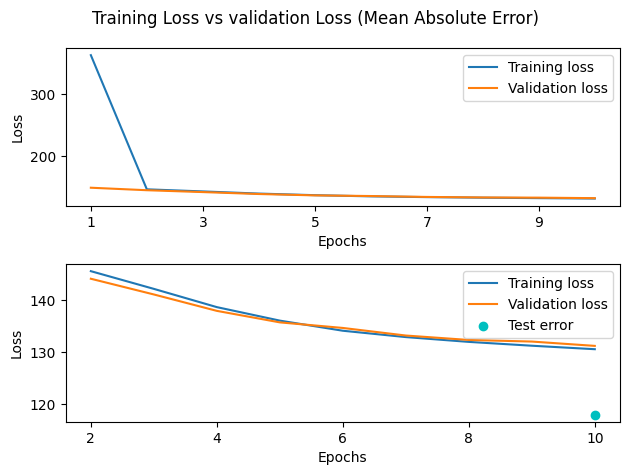 Training Loss vs validation Loss (Mean Absolute Error)
300
200
Loss
Training loss
Validation loss
1 3 5 7 9
Epochs
140
130
120
Loss
Training loss
Validation loss
Test error
2 4 6 8 10
Epochs